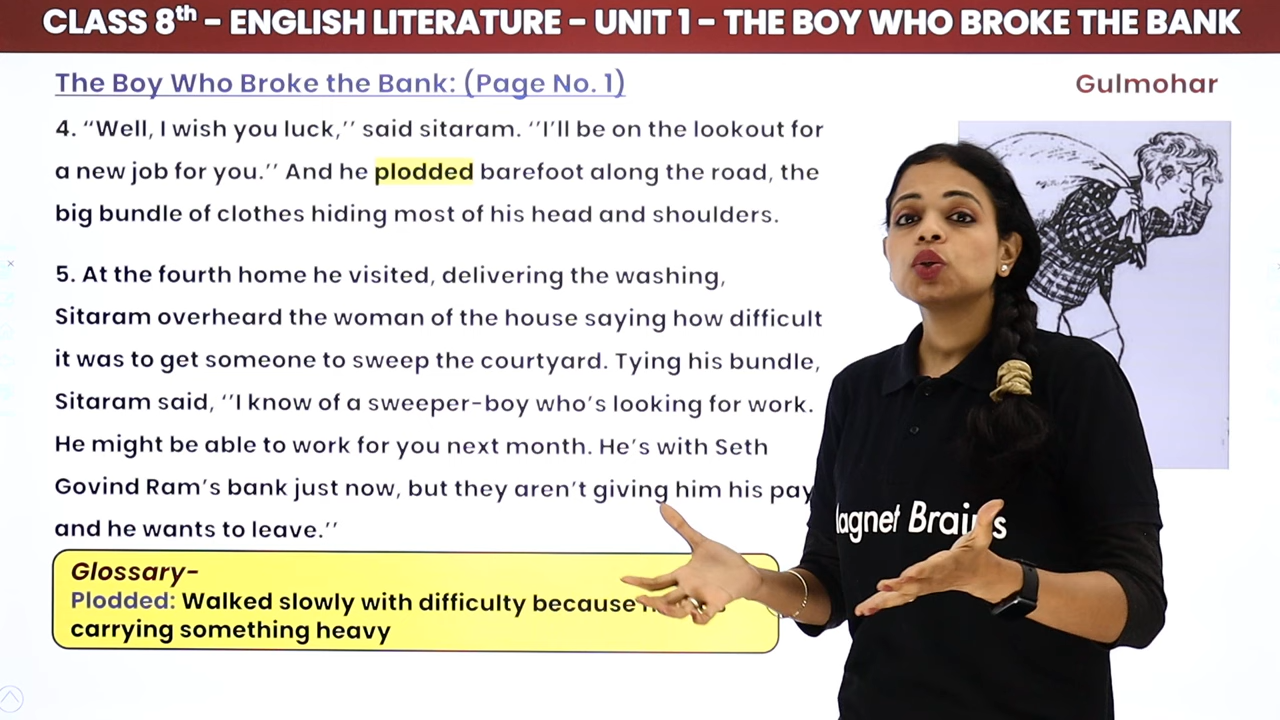 CLASS 8th - ENGLISH LITERATURE - UNIT 1 - THE BOY WHO BROKE THE BANK
The Boy Who Broke the Bank: (Page No. 1)
Gulmohar
4. “Well, I wish you luck,’’ said sitaram. ‘‘I’ll be on the lookout for
a new job for you.’’ And he plodded barefoot along the road, the
big bundle of clothes hiding most of his head and shoulders.
5. At the fourth home he visited, delivering the washing,
Sitaram overheard the woman of the house saying how difficult
it was to get someone to sweep the courtyard. Tying his bundle,
Sitaram said, ‘‘I know of a sweeper-boy who’s looking for work.
He might be able to work for you next month. He’s with Seth
Govind Ram’s bank just now, but they aren’t giving him his pay
and he wants to leave.’’
Glossary-
Plodded: Walked slowly with difficulty because
carrying something heavy